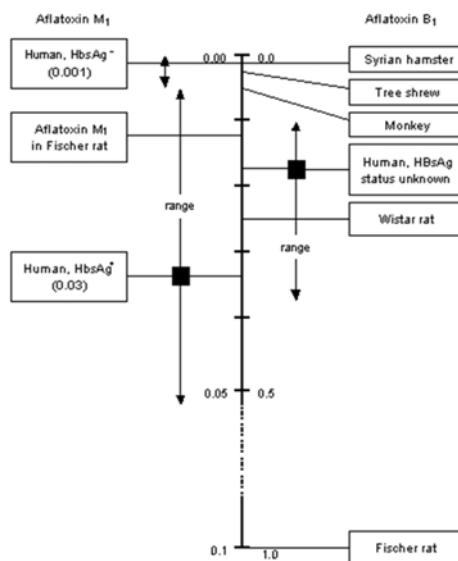 Aflatoxin M₁
Aflatoxin B₁
Human, HbsAg⁻
(0.001)
0.00
0.0
Syrian hamster
Tree shrew
Monkey
Aflatoxin M₁
in Fischer rat
Human, HBsAg
status unknown
range
Wistar rat
range
Human, HbsAg⁺
(0.03)
0.05
0.5
0.1
1.0
Fischer rat